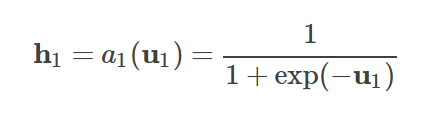 h₁ = a₁(u₁) = 1 / (1 + exp(−u₁))